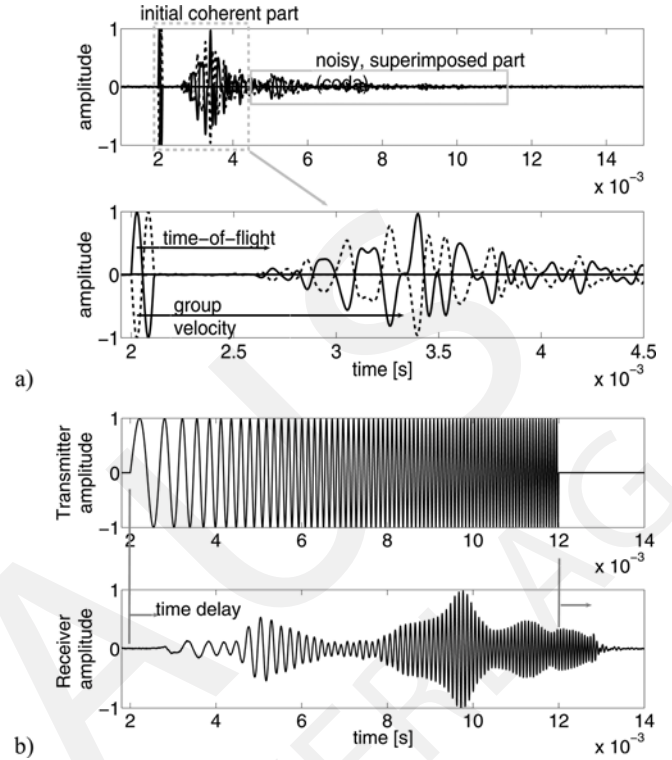 initial coherent part
noisy, superimposed part
(coda)
amplitude
1
0
−1
2 4 6 8 10 12 14
x 10⁻³
time−of−flight
group
velocity
amplitude
1
0
−1
2 2.5 3 3.5 4 4.5
time [s]
x 10⁻³
a)
Transmitter
amplitude
1
0
−1
2 4 6 8 10 12 14
x 10⁻³
time delay
Receiver
amplitude
1
0
−1
2 4 6 8 10 12 14
time [s]
x 10⁻³
b)